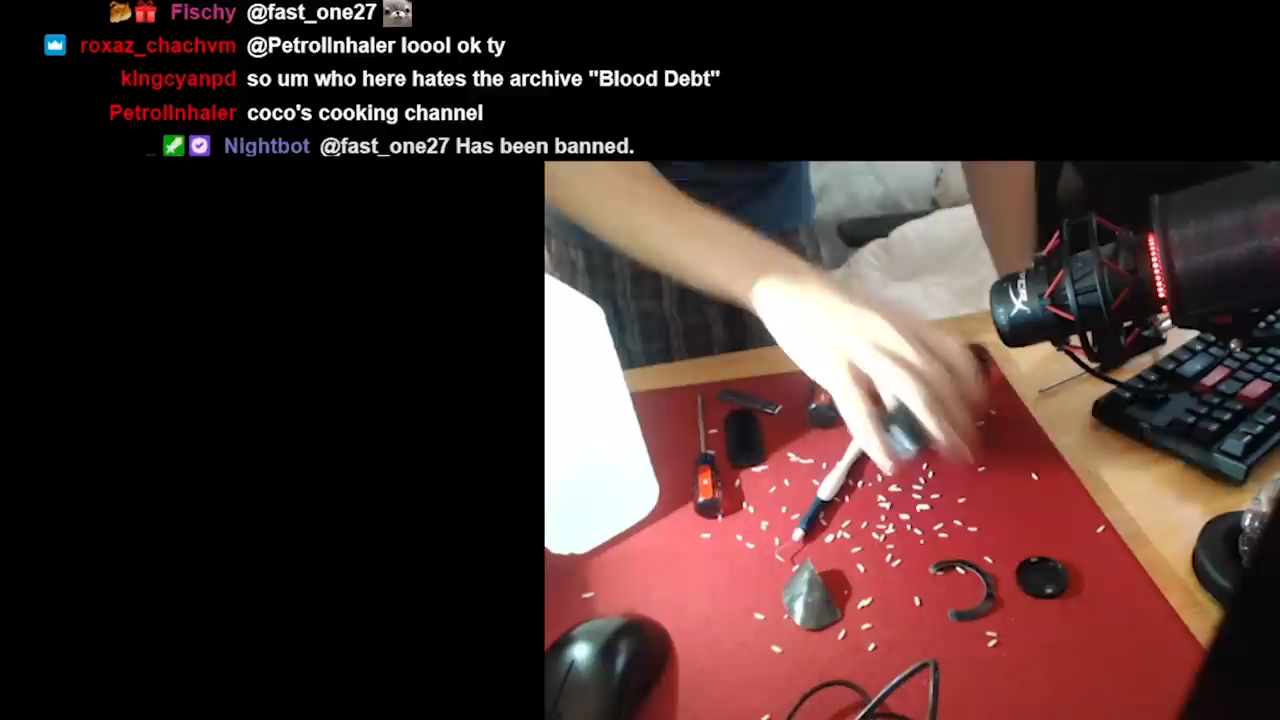 Fischy @fast_one27
roxaz_chachvm @PetrolInhaler loool ok ty
kIngcyanpd so um who here hates the archive "Blood Debt"
PetrolInhaler coco's cooking channel
Nightbot @fast_one27 Has been banned.